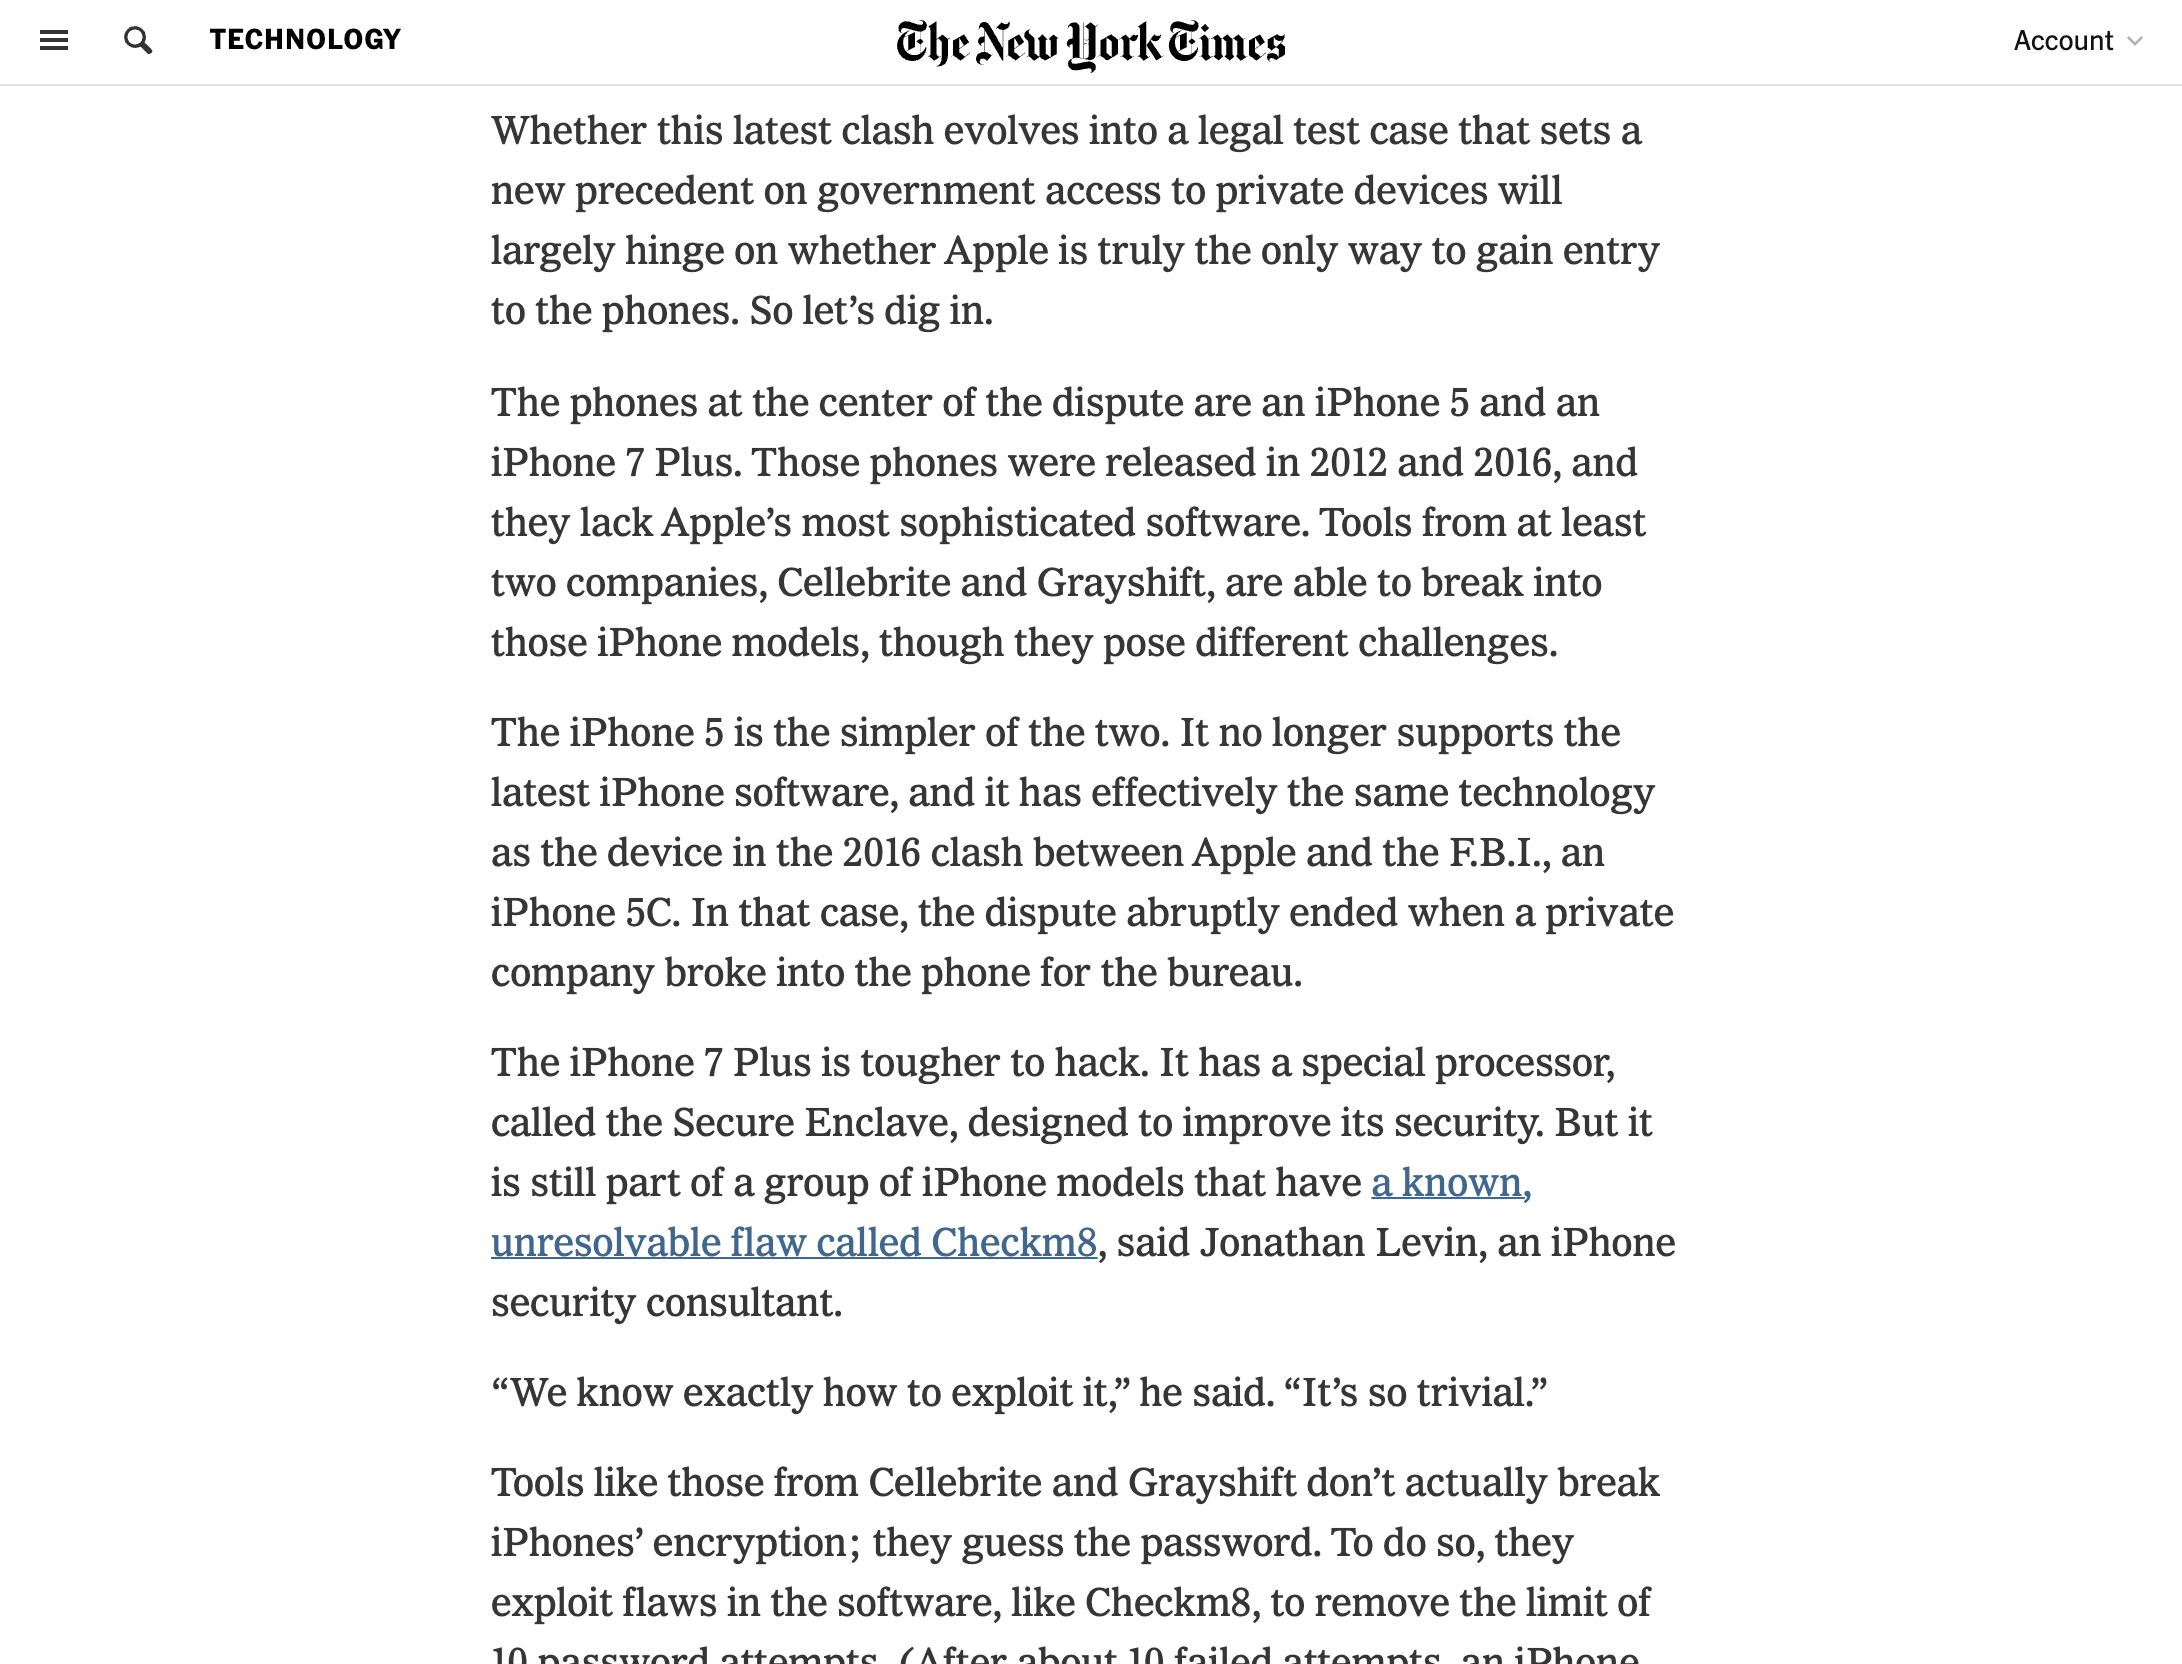 TECHNOLOGY
The New York Times
Account
Whether this latest clash evolves into a legal test case that sets a
new precedent on government access to private devices will
largely hinge on whether Apple is truly the only way to gain entry
to the phones. So let’s dig in.
The phones at the center of the dispute are an iPhone 5 and an
iPhone 7 Plus. Those phones were released in 2012 and 2016, and
they lack Apple’s most sophisticated software. Tools from at least
two companies, Cellebrite and Grayshift, are able to break into
those iPhone models, though they pose different challenges.
The iPhone 5 is the simpler of the two. It no longer supports the
latest iPhone software, and it has effectively the same technology
as the device in the 2016 clash between Apple and the F.B.I., an
iPhone 5C. In that case, the dispute abruptly ended when a private
company broke into the phone for the bureau.
The iPhone 7 Plus is tougher to hack. It has a special processor,
called the Secure Enclave, designed to improve its security. But it
is still part of a group of iPhone models that have a known,
unresolvable flaw called Checkm8, said Jonathan Levin, an iPhone
security consultant.
“We know exactly how to exploit it,” he said. “It’s so trivial.”
Tools like those from Cellebrite and Grayshift don’t actually break
iPhones’ encryption; they guess the password. To do so, they
exploit flaws in the software, like Checkm8, to remove the limit of
10 password attempts. (After about 10 failed attempts, an iPhone